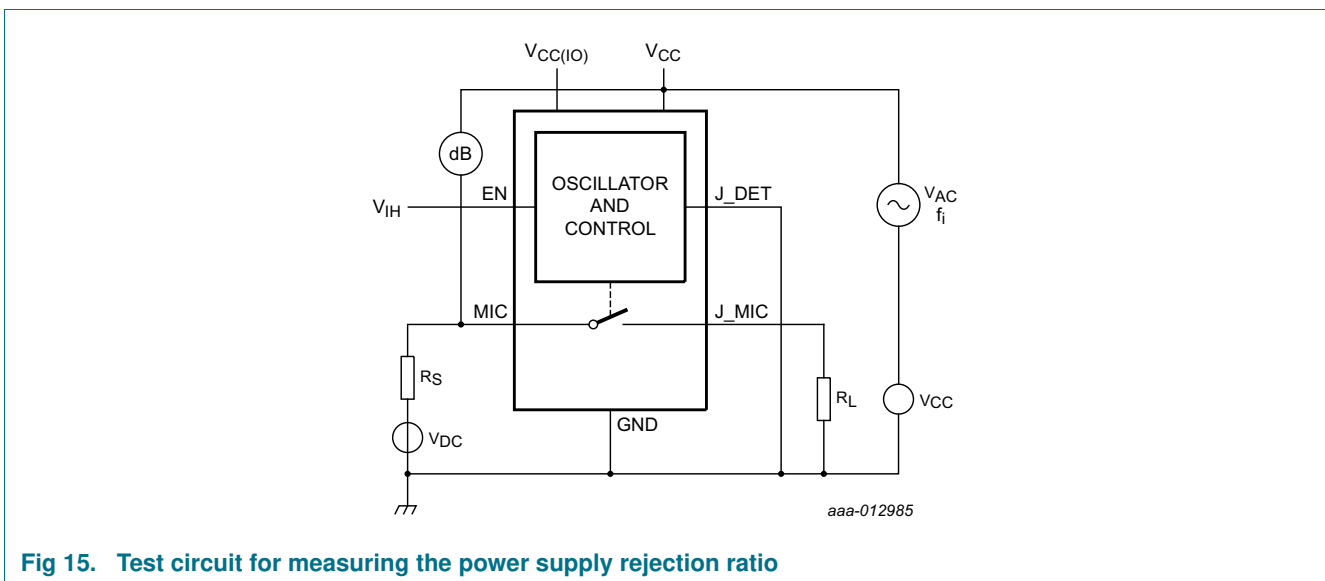 VCC(IO) VCC
dB
OSCILLATOR
AND
CONTROL
EN J_DET
VIH
VAC
fi
MIC J_MIC
RS
RL
VCC
VDC
GND
aaa-012985
Fig 15. Test circuit for measuring the power supply rejection ratio